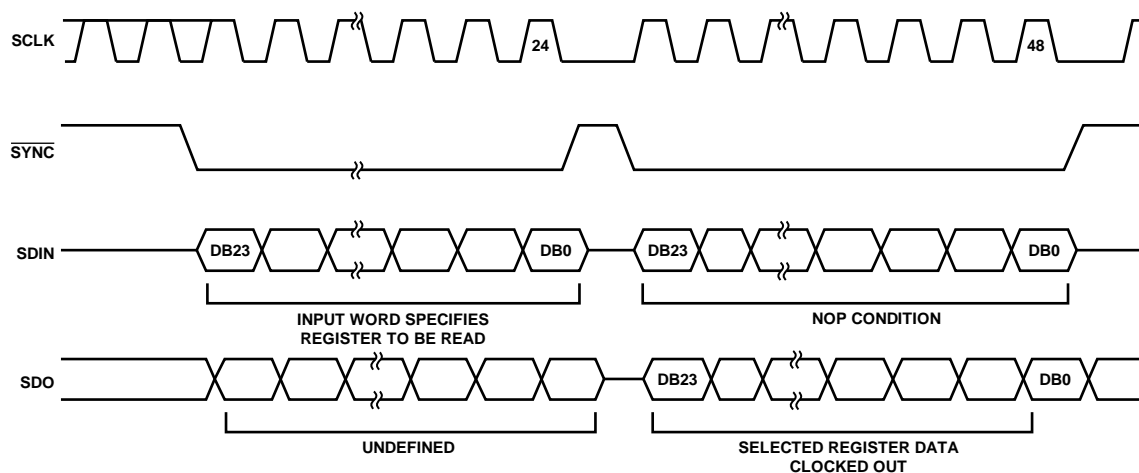 SCLK
24
48
SYNC
SDIN
DB23
DB0
DB23
DB0
INPUT WORD SPECIFIES
REGISTER TO BE READ
NOP CONDITION
SDO
DB23
DB0
UNDEFINED
SELECTED REGISTER DATA
CLOCKED OUT